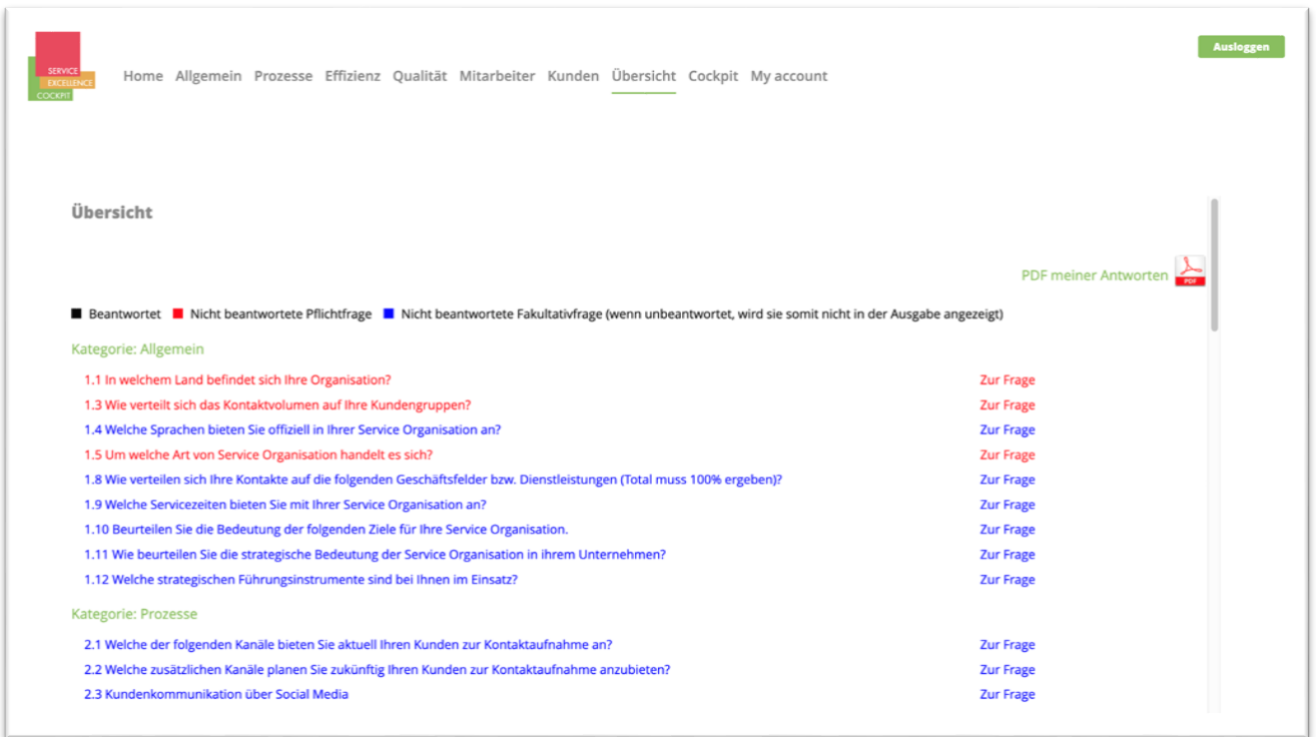 Ausloggen
SERVICE
EXCELLENCE
COCKPIT
Home Allgemein Prozesse Effizienz Qualität Mitarbeiter Kunden Übersicht Cockpit My account
Übersicht
PDF meiner Antworten
PDF
Beantwortet Nicht beantwortete Pflichtfrage Nicht beantwortete Fakultativfrage (wenn unbeantwortet, wird sie somit nicht in der Ausgabe angezeigt)
Kategorie: Allgemein
1.1 In welchem Land befindet sich Ihre Organisation? Zur Frage
1.3 Wie verteilt sich das Kontaktvolumen auf Ihre Kundengruppen? Zur Frage
1.4 Welche Sprachen bieten Sie offiziell in Ihrer Service Organisation an? Zur Frage
1.5 Um welche Art von Service Organisation handelt es sich? Zur Frage
1.8 Wie verteilen sich Ihre Kontakte auf die folgenden Geschäftsfelder bzw. Dienstleistungen (Total muss 100% ergeben)? Zur Frage
1.9 Welche Servicezeiten bieten Sie mit Ihrer Service Organisation an? Zur Frage
1.10 Beurteilen Sie die Bedeutung der folgenden Ziele für Ihre Service Organisation. Zur Frage
1.11 Wie beurteilen Sie die strategische Bedeutung der Service Organisation in ihrem Unternehmen? Zur Frage
1.12 Welche strategischen Führungsinstrumente sind bei Ihnen im Einsatz? Zur Frage
Kategorie: Prozesse
2.1 Welche der folgenden Kanäle bieten Sie aktuell Ihren Kunden zur Kontaktaufnahme an? Zur Frage
2.2 Welche zusätzlichen Kanäle planen Sie zukünftig Ihren Kunden zur Kontaktaufnahme anzubieten? Zur Frage
2.3 Kundenkommunikation über Social Media Zur Frage